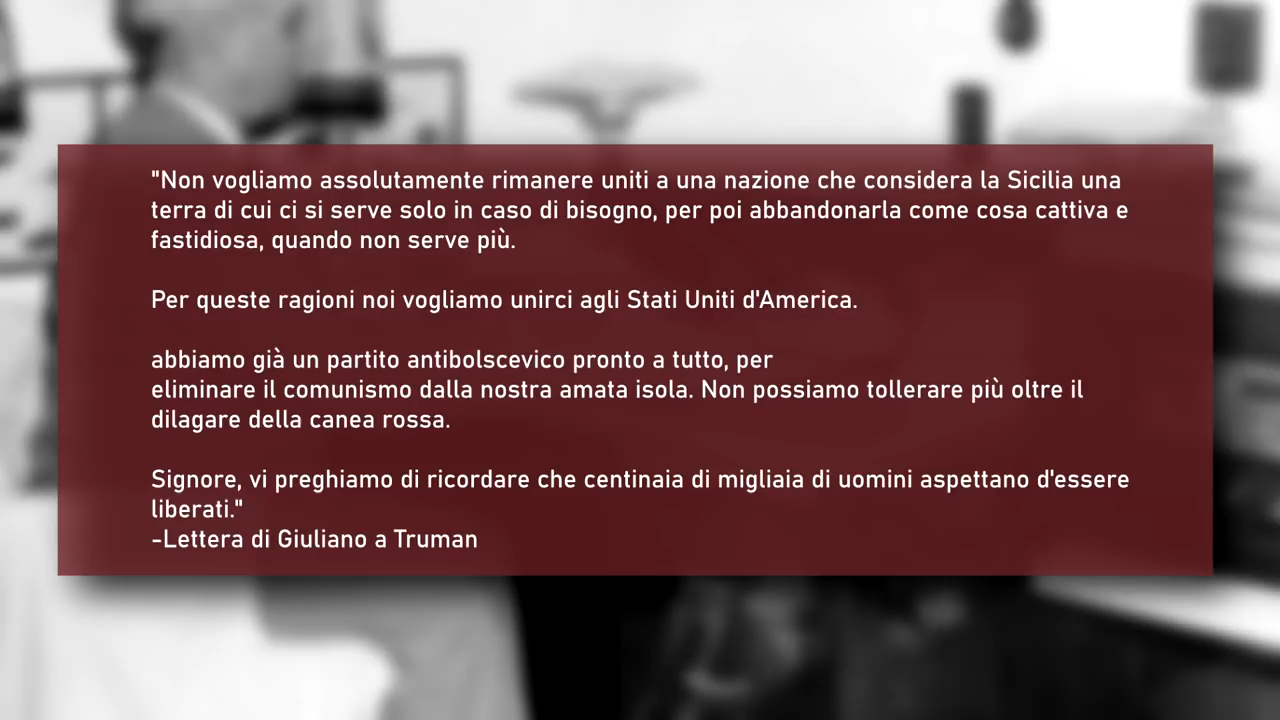 "Non vogliamo assolutamente rimanere uniti a una nazione che considera la Sicilia una
terra di cui ci si serve solo in caso di bisogno, per poi abbandonarla come cosa cattiva e
fastidiosa, quando non serve più.
Per queste ragioni noi vogliamo unirci agli Stati Uniti d'America.
abbiamo già un partito antibolscevico pronto a tutto, per
eliminare il comunismo dalla nostra amata isola. Non possiamo tollerare più oltre il
dilagare della canea rossa.
Signore, vi preghiamo di ricordare che centinaia di migliaia di uomini aspettano d'essere
liberati."
-Lettera di Giuliano a Truman